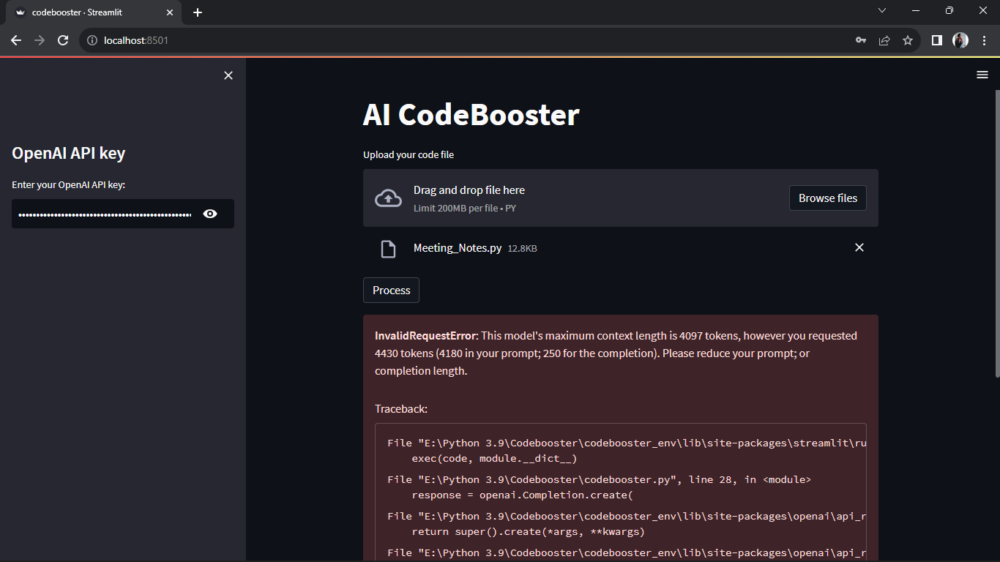 codebooster · Streamlit
localhost:8501
OpenAI API key
Enter your OpenAI API key:
••••••••••••••••••••••••••••••••••••••••••••••••••
AI CodeBooster
Upload your code file
Drag and drop file here
Limit 200MB per file • PY
Browse files
Meeting_Notes.py 12.8KB
Process
InvalidRequestError: This model's maximum context length is 4097 tokens, however you requested
4430 tokens (4180 in your prompt; 250 for the completion). Please reduce your prompt; or
completion length.
Traceback:
File "E:\Python 3.9\Codebooster\codebooster_env\lib\site-packages\streamlit\ru
exec(code, module.__dict__)
File "E:\Python 3.9\Codebooster\codebooster.py", line 28, in <module>
response = openai.Completion.create(
File "E:\Python 3.9\Codebooster\codebooster_env\lib\site-packages\openai\api_r
return super().create(*args, **kwargs)
File "E:\Python 3.9\Codebooster\codebooster_env\lib\site-packages\openai\api_r